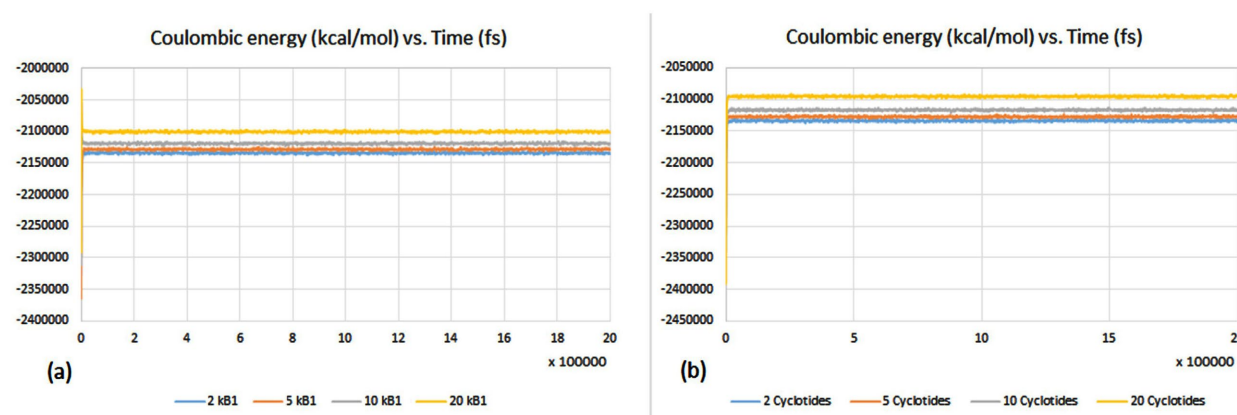 Coulombic energy (kcal/mol) vs. Time (fs)
-2000000
-2050000
-2100000
-2150000
-2200000
-2250000
-2300000
-2350000
-2400000
0 2 4 6 8 10 12 14 16 18 20
x 100000
(a)
2 kB1 5 kB1 10 kB1 20 kB1
Coulombic energy (kcal/mol) vs. Time (fs)
-2050000
-2100000
-2150000
-2200000
-2250000
-2300000
-2350000
-2400000
-2450000
0 5 10 15 20
x 100000
(b)
2 Cyclotides 5 Cyclotides 10 Cyclotides 20 Cyclotides